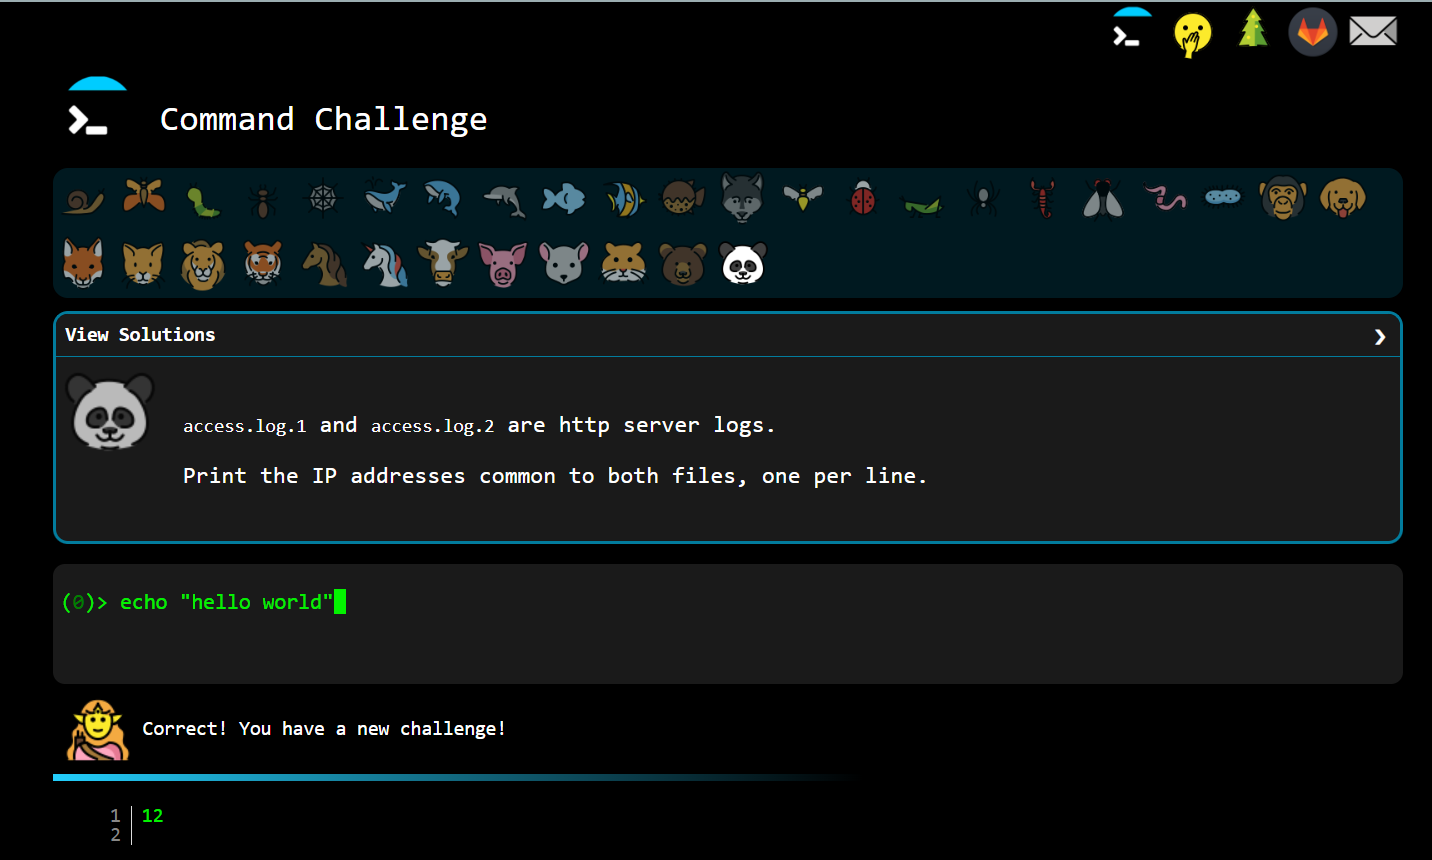 Command Challenge
View Solutions
access.log.1 and access.log.2 are http server logs.
Print the IP addresses common to both files, one per line.
(0)> echo "hello world"
Correct! You have a new challenge!
1 12
2